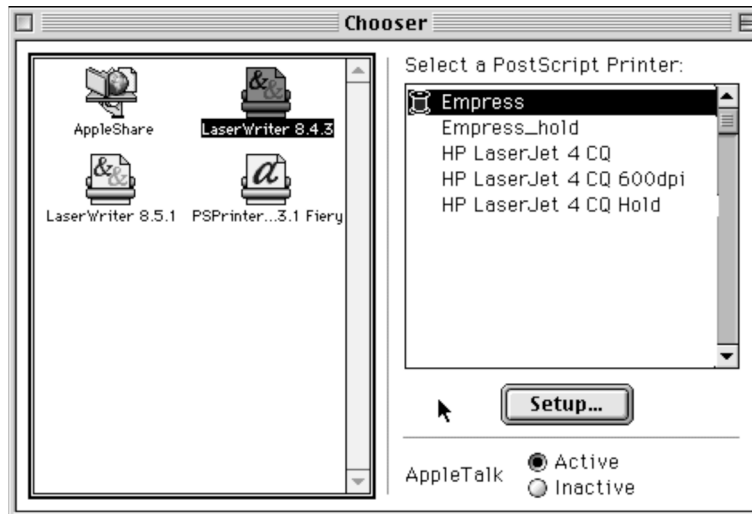 Chooser
AppleShare
LaserWriter 8.4.3
LaserWriter 8.5.1
PSPrinter...3.1 Fiery
Select a PostScript Printer:
Empress
Empress_hold
HP LaserJet 4 CQ
HP LaserJet 4 CQ 600dpi
HP LaserJet 4 CQ Hold
Setup...
AppleTalk
Active
Inactive